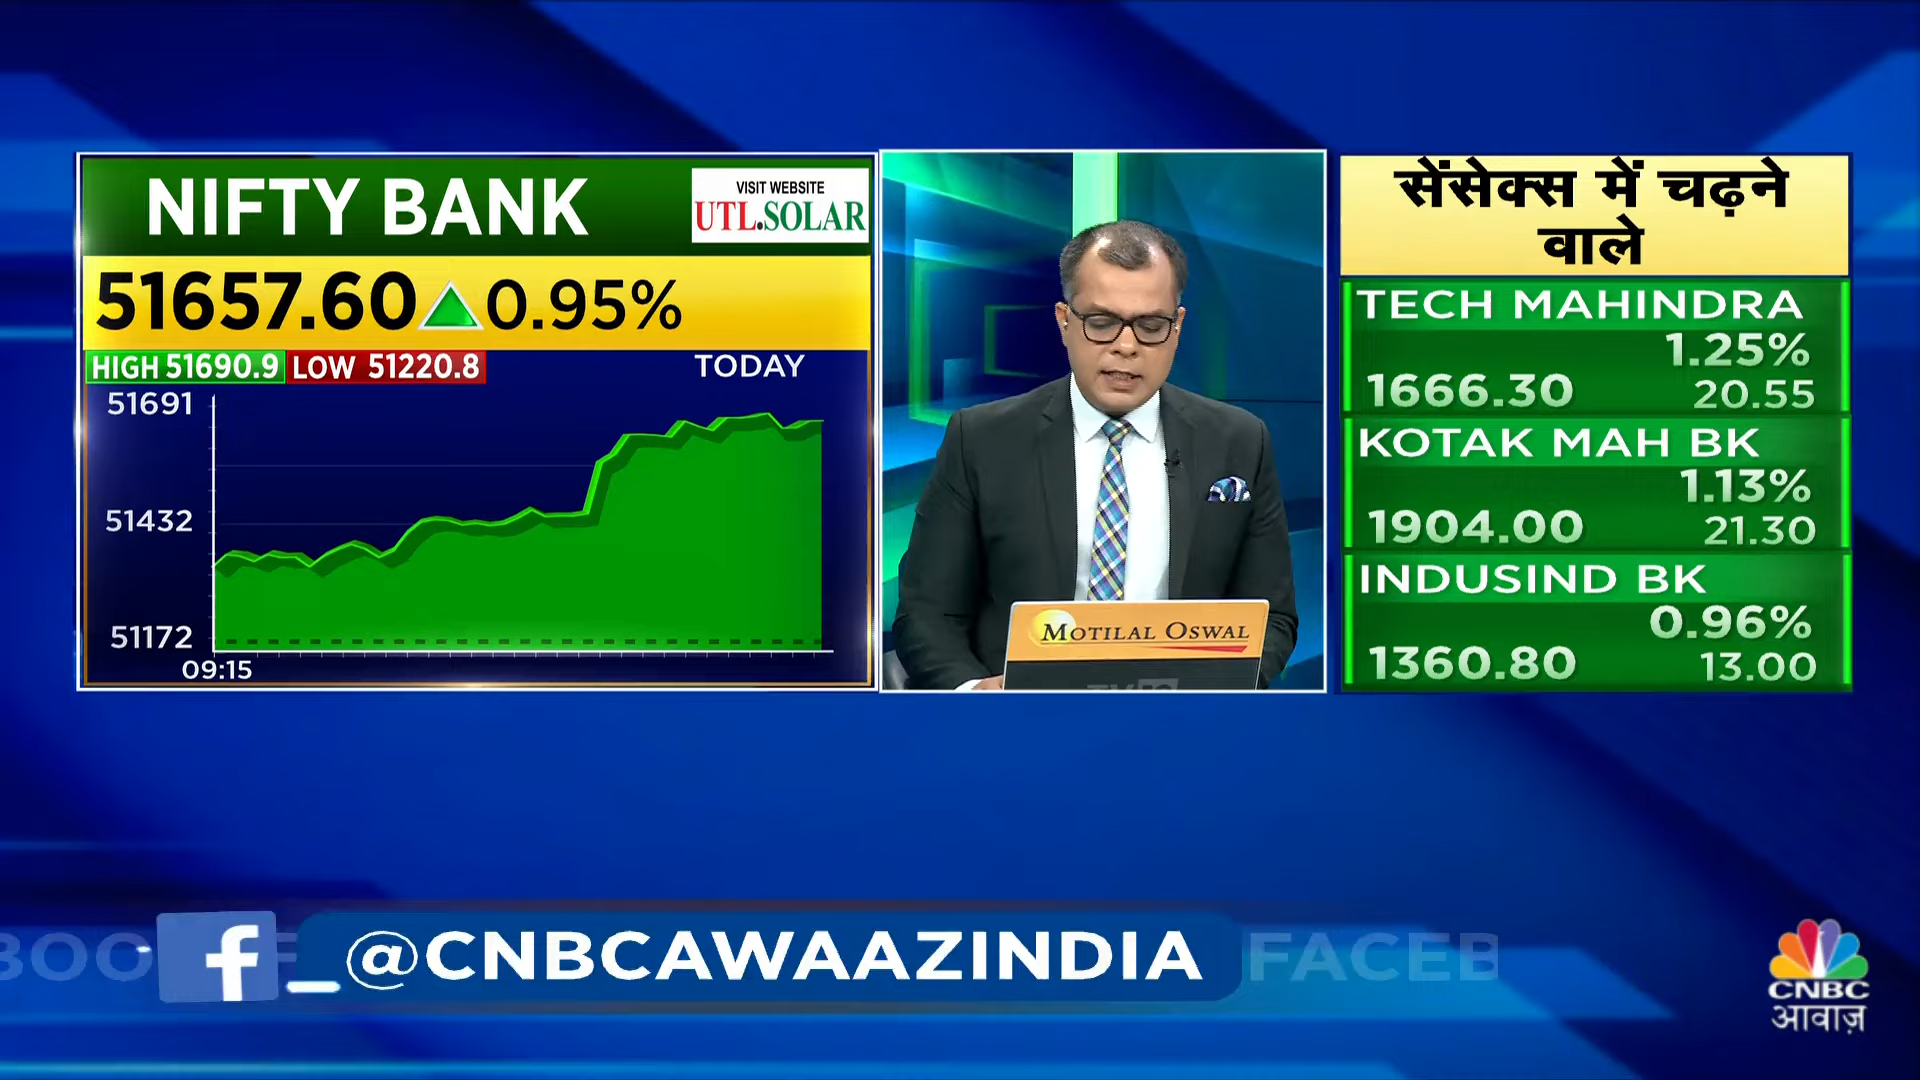 NIFTY BANK
VISIT WEBSITE
UTL.SOLAR
51657.60 0.95%
HIGH 51690.9 LOW 51220.8 TODAY
51691
51432
51172
09:15
MOTILAL OSWAL
सेंसेक्स में चढ़ने
वाले
TECH MAHINDRA
1.25%
1666.30 20.55
KOTAK MAH BK
1.13%
1904.00 21.30
INDUSIND BK
0.96%
1360.80 13.00
f _@CNBCAWAAZINDIA FACEB
CNBC
आवाज़